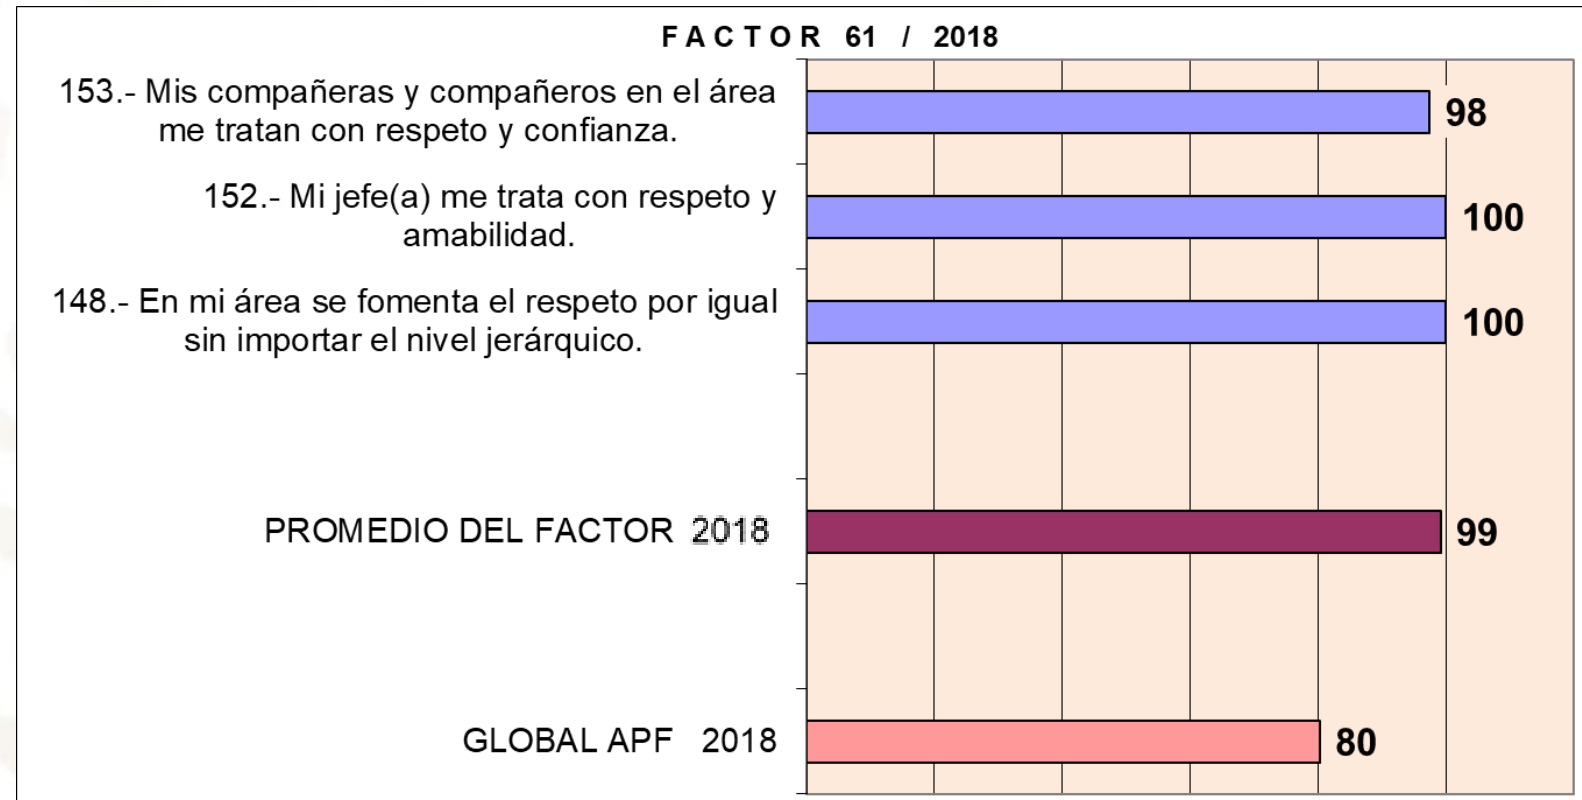 FACTOR 61 / 2018
153.- Mis compañeras y compañeros en el área
me tratan con respeto y confianza.
98
152.- Mi jefe(a) me trata con respeto y
amabilidad.
100
148.- En mi área se fomenta el respeto por igual
sin importar el nivel jerárquico.
100
PROMEDIO DEL FACTOR 2018
99
GLOBAL APF 2018
80